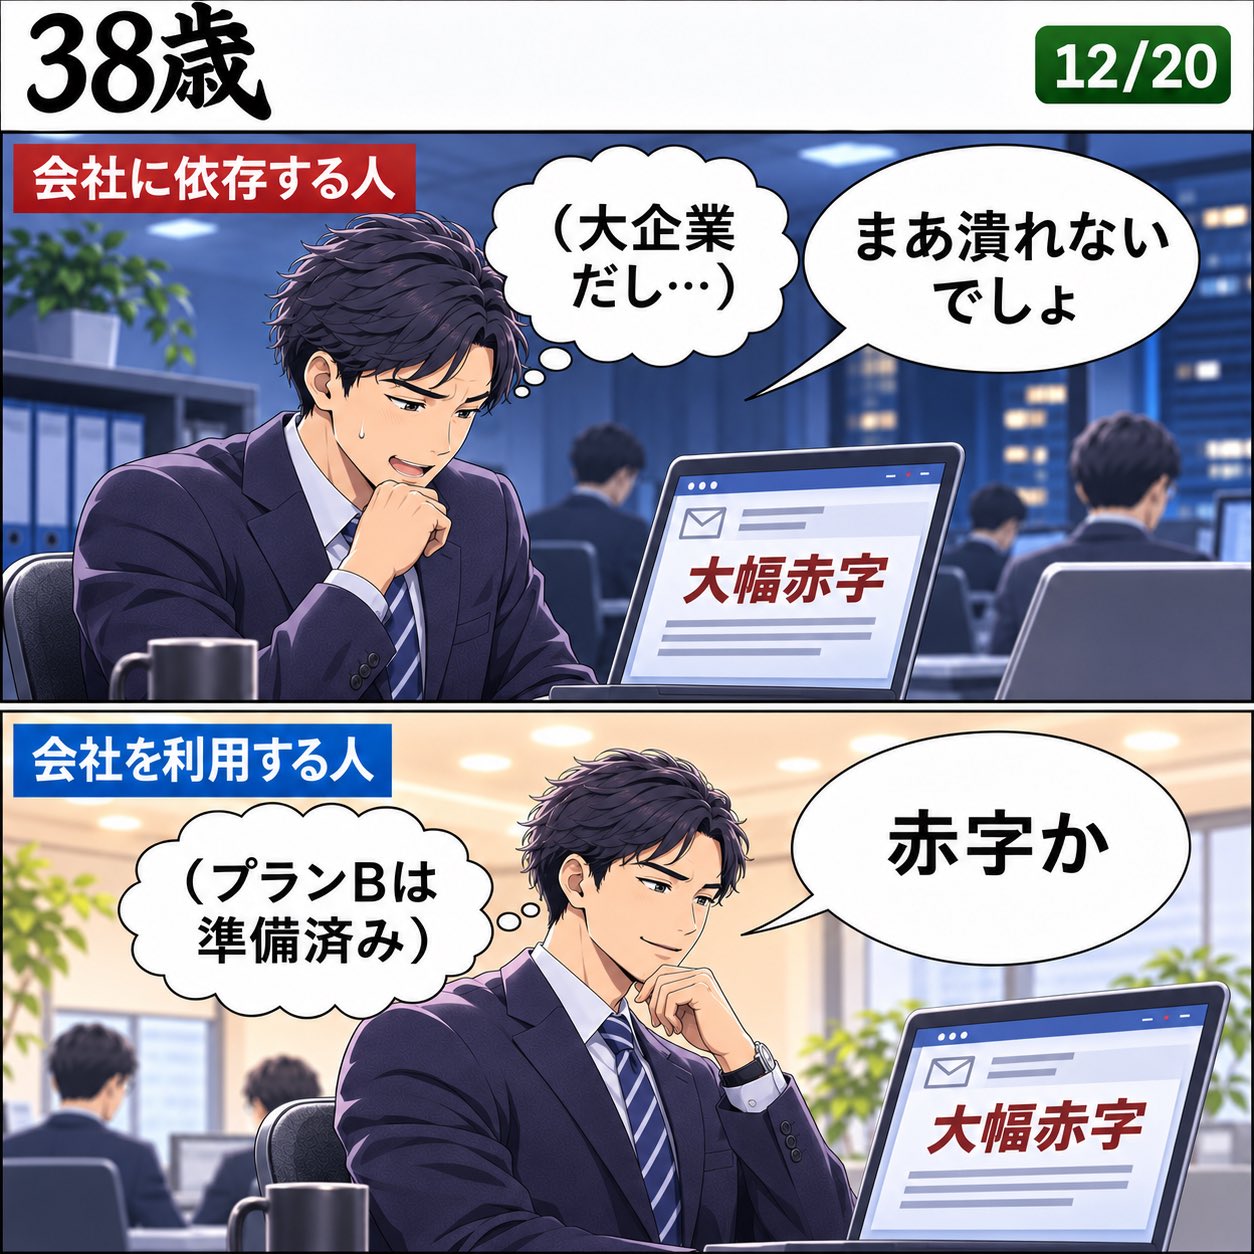 38歳
12/20
会社に依存する人
（大企業
だし…）
まあ潰れない
でしょ
大幅赤字
会社を利用する人
（プランBは
準備済み）
赤字か
大幅赤字